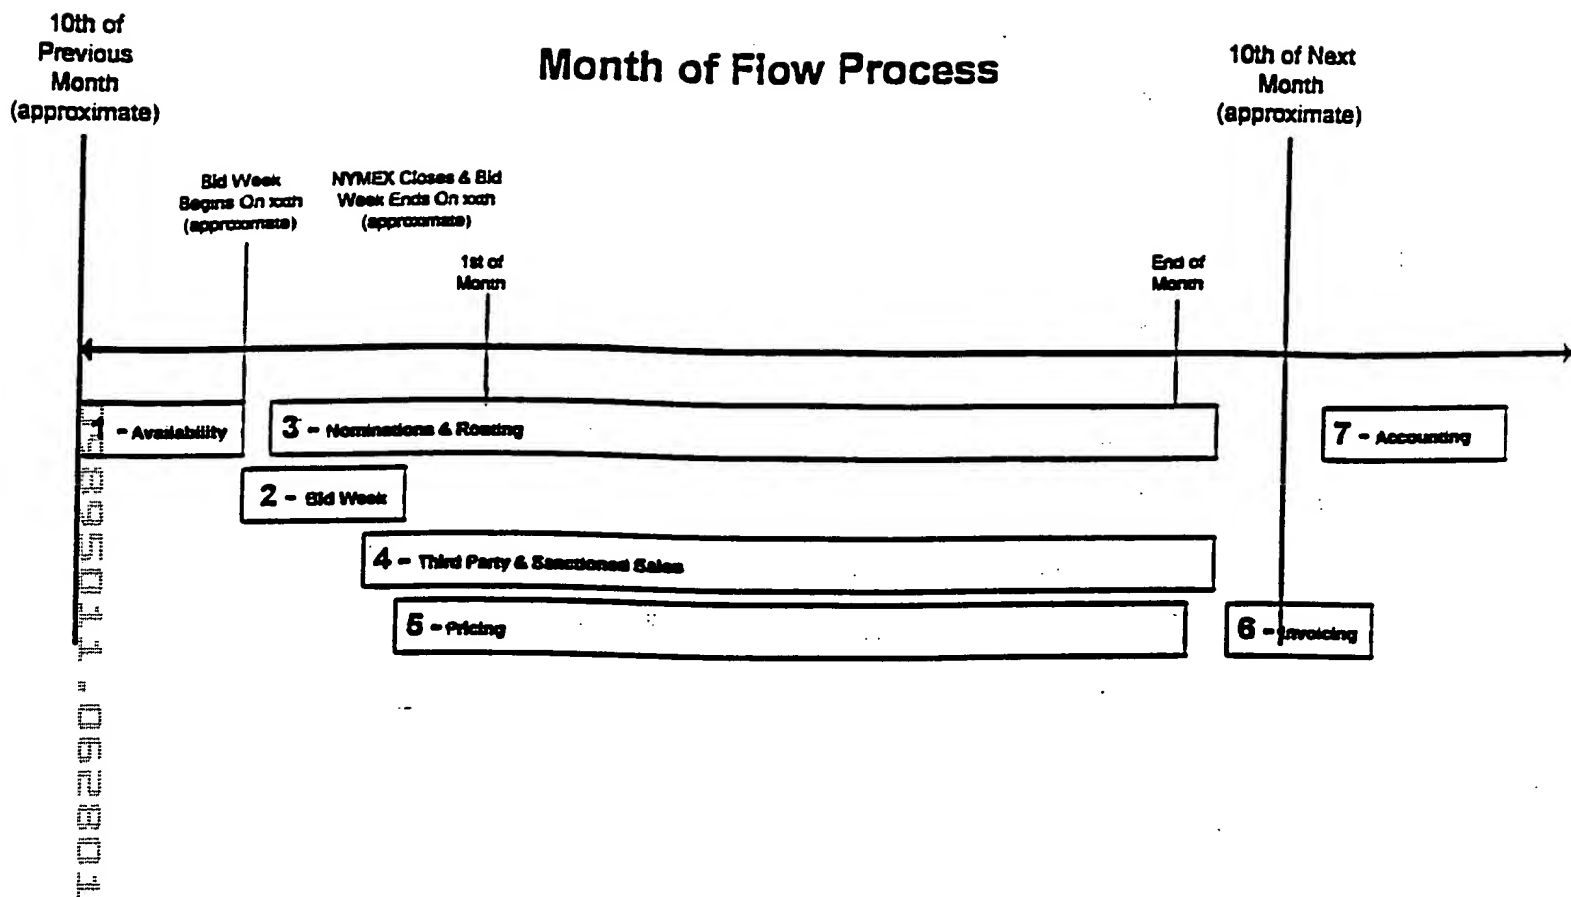 10th of
Previous
Month
(approximate)
Month of Flow Process
10th of Next
Month
(approximate)
Bid Week
Begins On xxth
(approximate)
NYMEX Closes & Bid
Week Ends On xxth
(approximate)
1st of
Month
End of
Month
1 - Availability
3 - Nominations & Routing
7 - Accounting
2 - Bid Week
4 - Third Party & Sanctioned Sales
5 - Pricing
6 - Invoicing